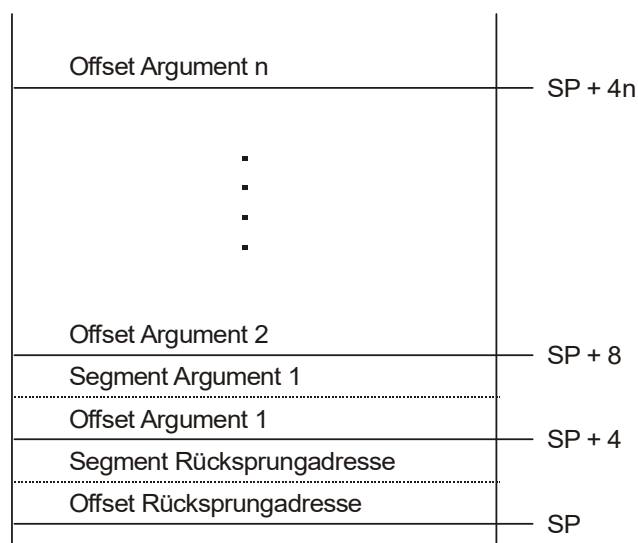 Offset Argument n
SP + 4n
Offset Argument 2
SP + 8
Segment Argument 1
Offset Argument 1
SP + 4
Segment Rücksprungadresse
Offset Rücksprungadresse
SP